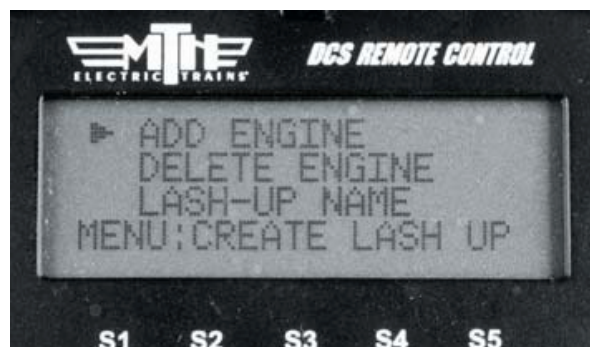 MTH
ELECTRIC TRAINS
DCS REMOTE CONTROL
ADD ENGINE
DELETE ENGINE
LASH-UP NAME
MENU:CREATE LASH UP
S1 S2 S3 S4 S5